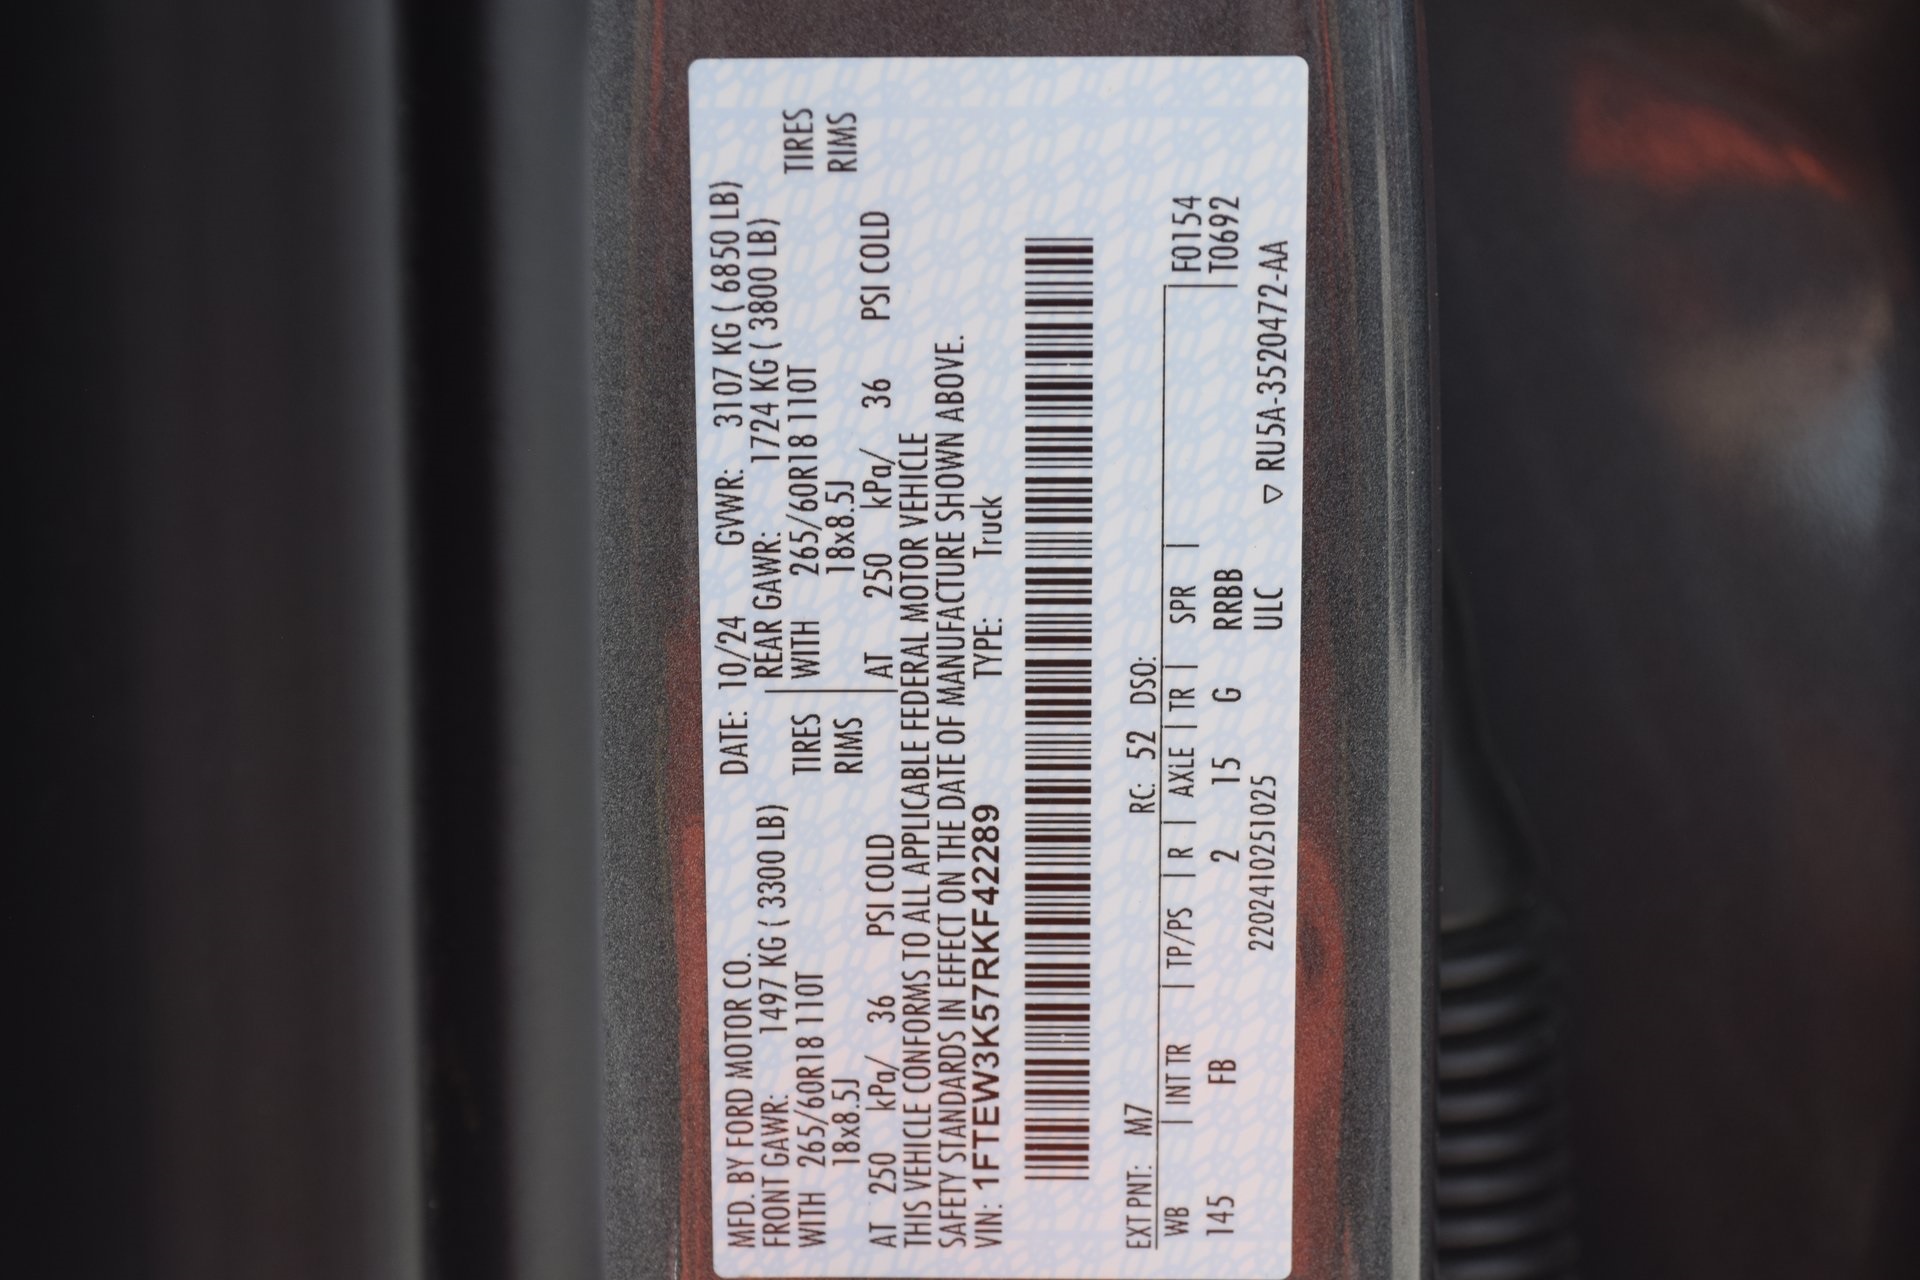 MFD. BY FORD MOTOR CO. DATE: 10/24 GVWR: 3107 KG ( 6850 LB)
FRONT GAWR: 1497 KG ( 3300 LB) REAR GAWR: 1724 KG ( 3800 LB)
WITH 265/60R18 110T TIRES WITH 265/60R18 110T TIRES
18x8.5J RIMS 18x8.5J RIMS
AT 250 kPa/ 36 PSI COLD AT 250 kPa/ 36 PSI COLD
THIS VEHICLE CONFORMS TO ALL APPLICABLE FEDERAL MOTOR VEHICLE
SAFETY STANDARDS IN EFFECT ON THE DATE OF MANUFACTURE SHOWN ABOVE.
VIN: 1FTEW3K57RKF42289 TYPE: Truck
EXT PNT: M7 RC: 52 DSO:
WB | INT TR | TP/PS | R | AXLE | TR | SPR | F0154
145 FB 2 15 G RRBB T0692
2202410251025 ULC ▽ RU5A-3520472-AA